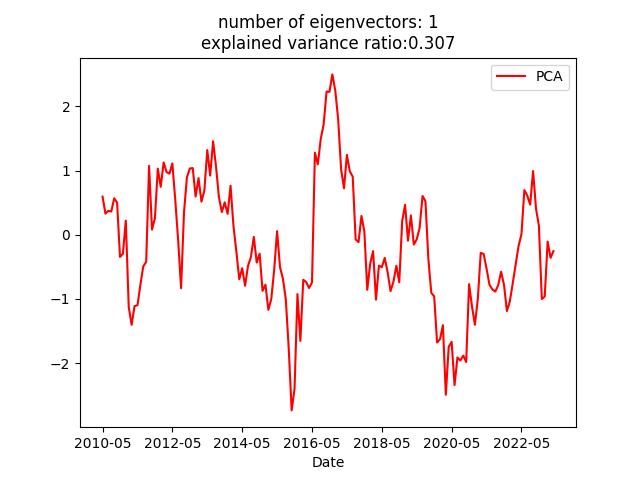 number of eigenvectors: 1
explained variance ratio:0.307
PCA
2
1
0
−1
−2
2010-05 2012-05 2014-05 2016-05 2018-05 2020-05 2022-05
Date